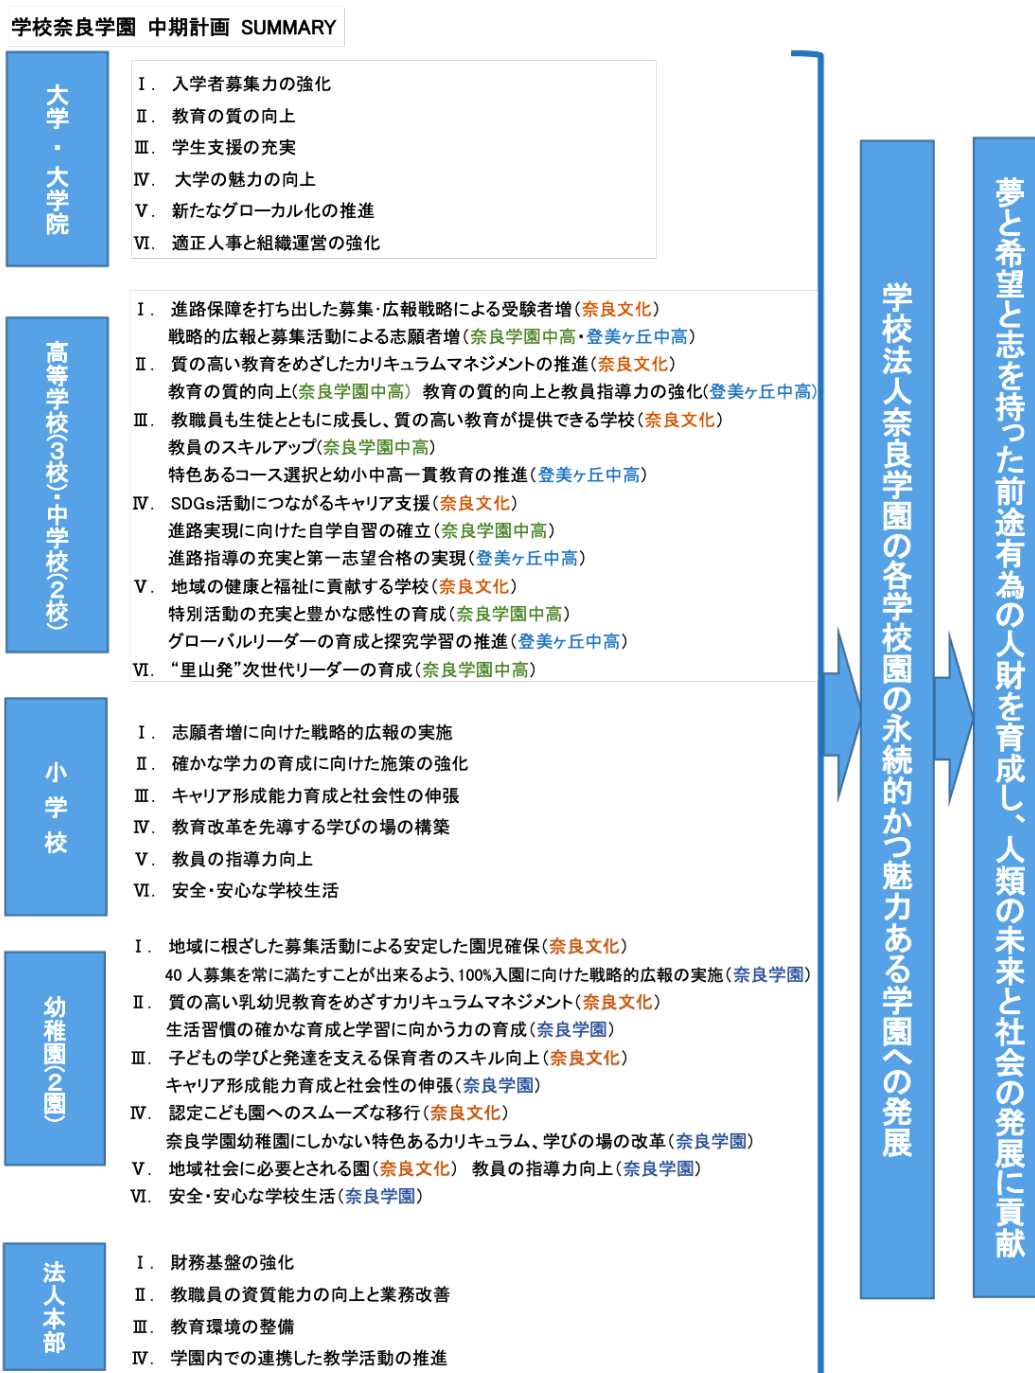 学校奈良学園 中期計画 SUMMARY
大学・大学院
Ⅰ. 入学者募集力の強化
Ⅱ. 教育の質の向上
Ⅲ. 学生支援の充実
Ⅳ. 大学の魅力の向上
Ⅴ. 新たなグローカル化の推進
Ⅵ. 適正人事と組織運営の強化
高等学校(3校)・中学校(2校)
Ⅰ. 進路保障を打ち出した募集・広報戦略による受験者増(奈良文化)
戦略的広報と募集活動による志願者増(奈良学園中高・登美ヶ丘中高)
Ⅱ. 質の高い教育をめざしたカリキュラムマネジメントの推進(奈良文化)
教育の質的向上(奈良学園中高) 教育の質的向上と教員指導力の強化(登美ヶ丘中高)
Ⅲ. 教職員も生徒とともに成長し、質の高い教育が提供できる学校(奈良文化)
教員のスキルアップ(奈良学園中高)
特色あるコース選択と幼小中高一貫教育の推進(登美ヶ丘中高)
Ⅳ. SDGs活動につながるキャリア支援(奈良文化)
進路実現に向けた自学自習の確立(奈良学園中高)
進路指導の充実と第一志望合格の実現(登美ヶ丘中高)
Ⅴ. 地域の健康と福祉に貢献する学校(奈良文化)
特別活動の充実と豊かな感性の育成(奈良学園中高)
グローバルリーダーの育成と探究学習の推進(登美ヶ丘中高)
Ⅵ. “里山発”次世代リーダーの育成(奈良学園中高)
小学校
Ⅰ. 志願者増に向けた戦略的広報の実施
Ⅱ. 確かな学力の育成に向けた施策の強化
Ⅲ. キャリア形成能力育成と社会性の伸張
Ⅳ. 教育改革を先導する学びの場の構築
Ⅴ. 教員の指導力向上
Ⅵ. 安全・安心な学校生活
幼稚園(2園)
Ⅰ. 地域に根ざした募集活動による安定した園児確保(奈良文化)
40 人募集を常に満たすことが出来るよう、100%入園に向けた戦略的広報の実施(奈良学園)
Ⅱ. 質の高い乳幼児教育をめざすカリキュラムマネジメント(奈良文化)
生活習慣の確かな育成と学習に向かう力の育成(奈良学園)
Ⅲ. 子どもの学びと発達を支える保育者のスキル向上(奈良文化)
キャリア形成能力育成と社会性の伸張(奈良学園)
Ⅳ. 認定こども園へのスムーズな移行(奈良文化)
奈良学園幼稚園にしかない特色あるカリキュラム、学びの場の改革(奈良学園)
Ⅴ. 地域社会に必要とされる園(奈良文化) 教員の指導力向上(奈良学園)
Ⅵ. 安全・安心な学校生活(奈良学園)
法人本部
Ⅰ. 財務基盤の強化
Ⅱ. 教職員の資質能力の向上と業務改善
Ⅲ. 教育環境の整備
Ⅳ. 学園内での連携した教学活動の推進
学校法人奈良学園の各学校園の永続的かつ魅力ある学園への発展
夢と希望と志を持った前途有為の人財を育成し、人類の未来と社会の発展に貢献